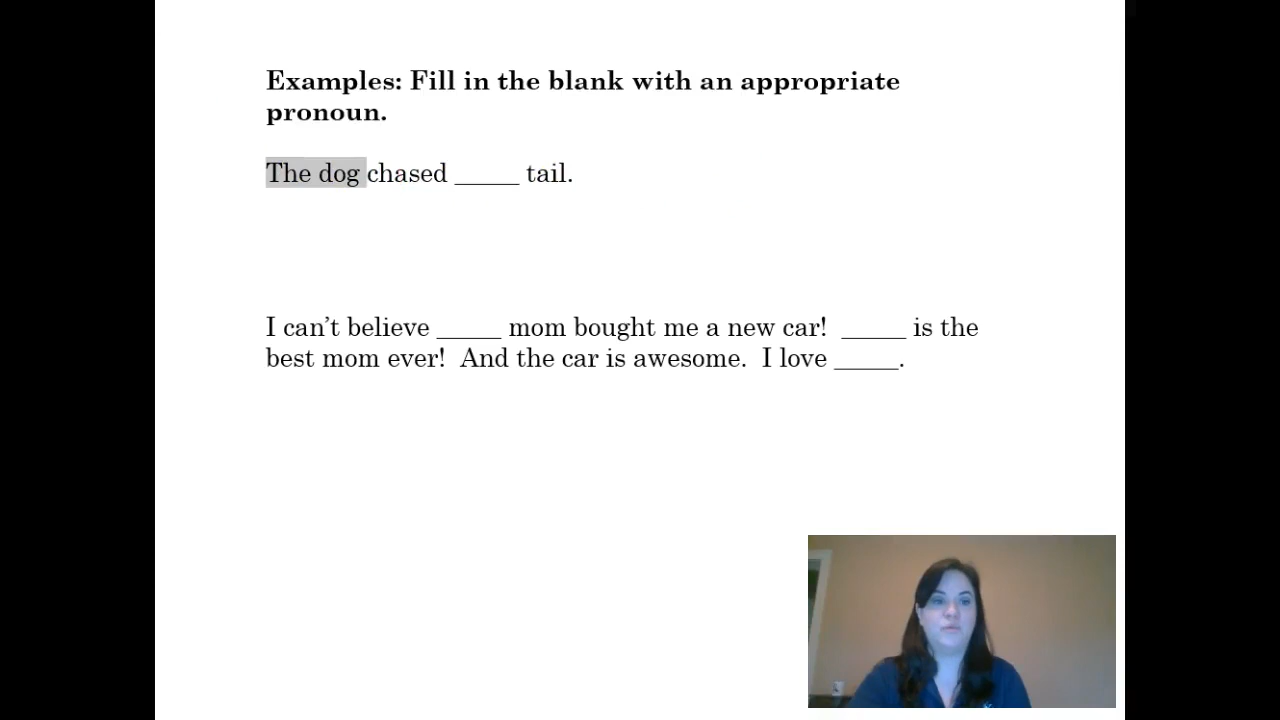 Examples: Fill in the blank with an appropriate
pronoun.
The dog chased _____ tail.
I can’t believe _____ mom bought me a new car!  _____ is the
best mom ever!  And the car is awesome.  I love _____.